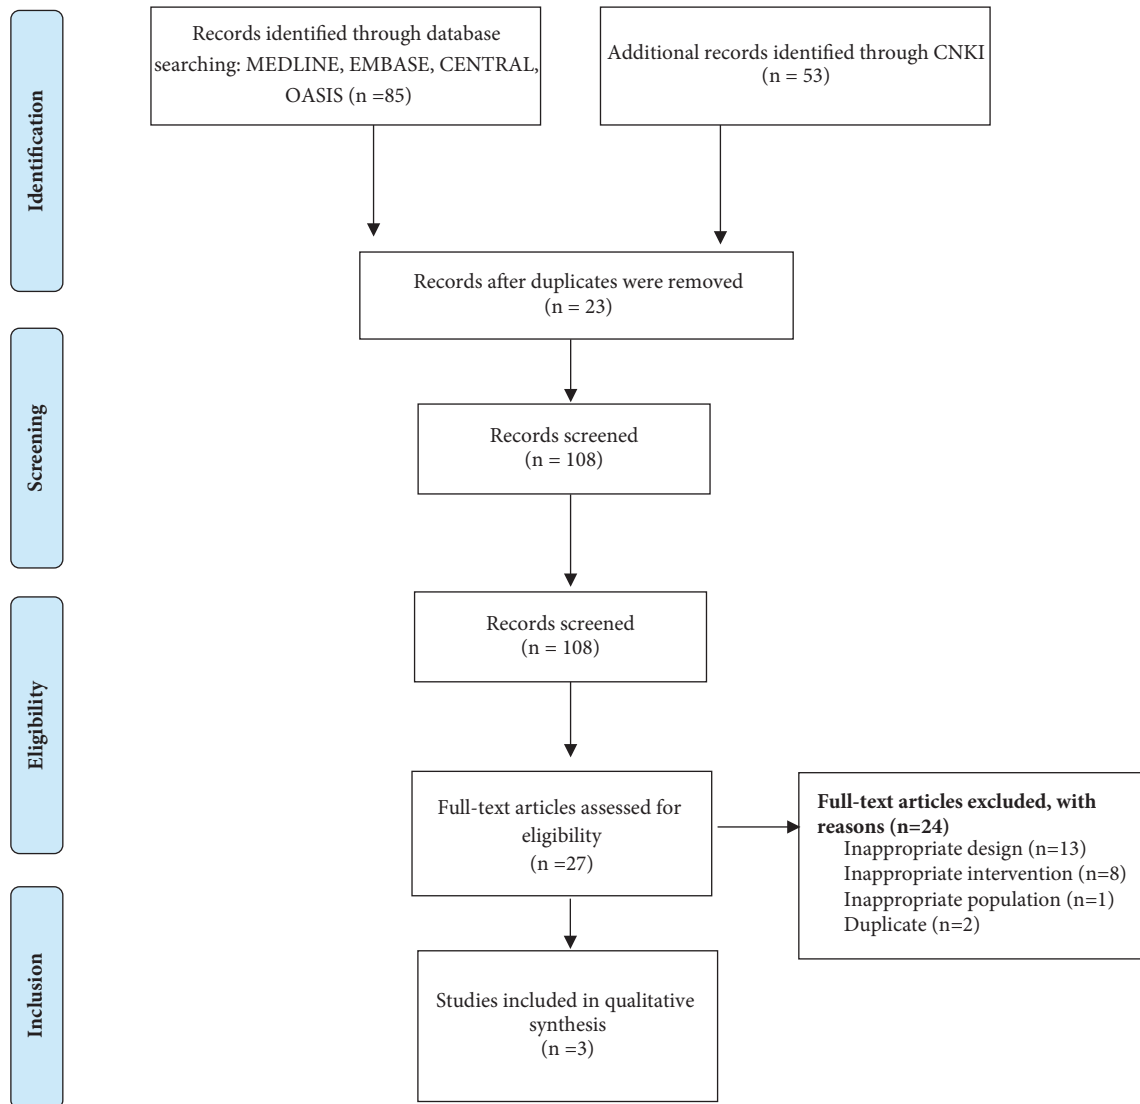 Identification
Records identified through database
searching: MEDLINE, EMBASE, CENTRAL,
OASIS (n =85)
Additional records identified through CNKI
(n = 53)
Records after duplicates were removed
(n = 23)
Screening
Records screened
(n = 108)
Eligibility
Records screened
(n = 108)
Full-text articles assessed for
eligibility
(n =27)
Full-text articles excluded, with
reasons (n=24)
Inappropriate design (n=13)
Inappropriate intervention (n=8)
Inappropriate population (n=1)
Duplicate (n=2)
Inclusion
Studies included in qualitative
synthesis
(n =3)